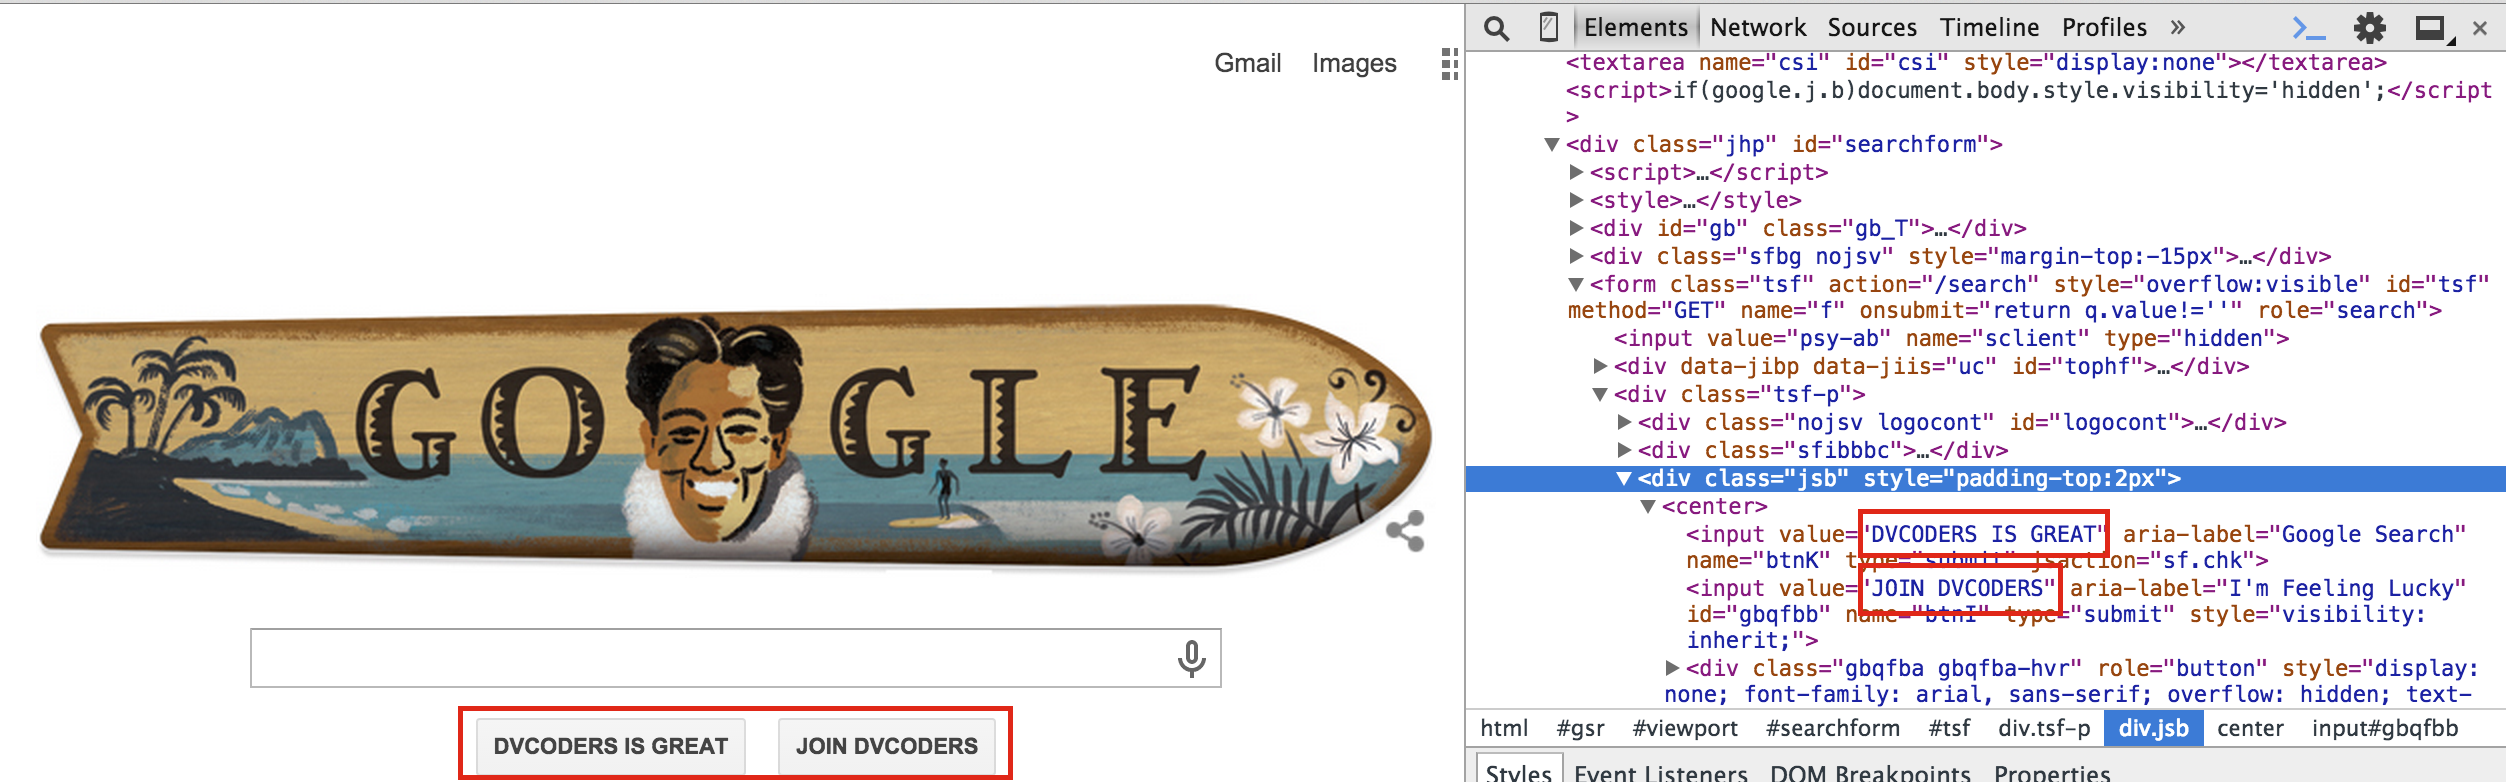 Gmail Images
GOOGLE
DVCODERS IS GREAT JOIN DVCODERS
Elements Network Sources Timeline Profiles »
<textarea name="csi" id="csi" style="display:none"></textarea>
<script>if(google.j.b)document.body.style.visibility='hidden';</script
>
<div class="jhp" id="searchform">
<script>…</script>
<style>…</style>
<div id="gb" class="gb_T">…</div>
<div class="sfbg nojsv" style="margin-top:-15px">…</div>
<form class="tsf" action="/search" style="overflow:visible" id="tsf"
method="GET" name="f" onsubmit="return q.value!=''" role="search">
<input value="psy-ab" name="sclient" type="hidden">
<div data-jibp data-jiis="uc" id="tophf">…</div>
<div class="tsf-p">
<div class="nojsv logocont" id="logocont">…</div>
<div class="sfibbbc">…</div>
<div class="jsb" style="padding-top:2px">
<center>
<input value="DVCODERS IS GREAT" aria-label="Google Search"
name="btnK" type="submit" jsaction="sf.chk">
<input value="JOIN DVCODERS" aria-label="I'm Feeling Lucky"
id="gbqfbb" name="btnI" type="submit" style="visibility:
inherit;">
<div class="gbqfba gbqfba-hvr" role="button" style="display:
none; font-family: arial, sans-serif; overflow: hidden; text-
html #gsr #viewport #searchform #tsf div.tsf-p div.jsb center input#gbqfbb
Styles Event Listeners DOM Breakpoints Properties